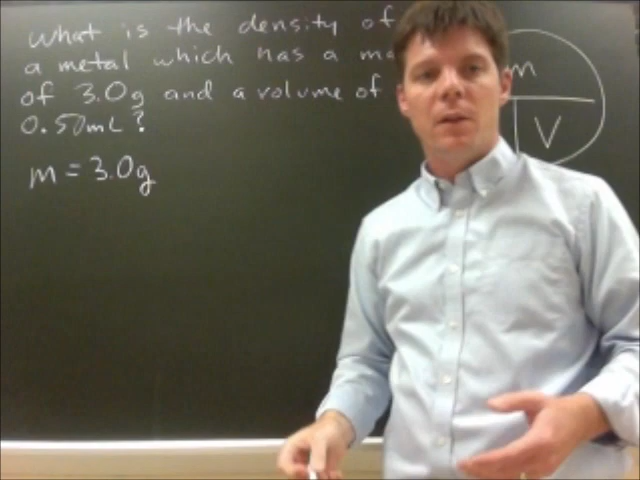 What is the density of
a metal which has a
of 3.0g and a volume of
0.50mL?
m = 3.0g
m
V